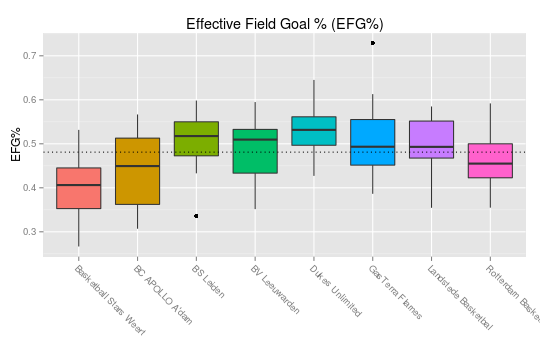 Effective Field Goal % (EFG%)
EFG%
0.7
0.6
0.5
0.4
0.3
Basketball Stars Weert
BC APOLLO A'dam
BS Leiden
BV Leeuwarden
Dukes Unlimited
GasTerra Flames
Landstede Basketbal
Rotterdam Basket